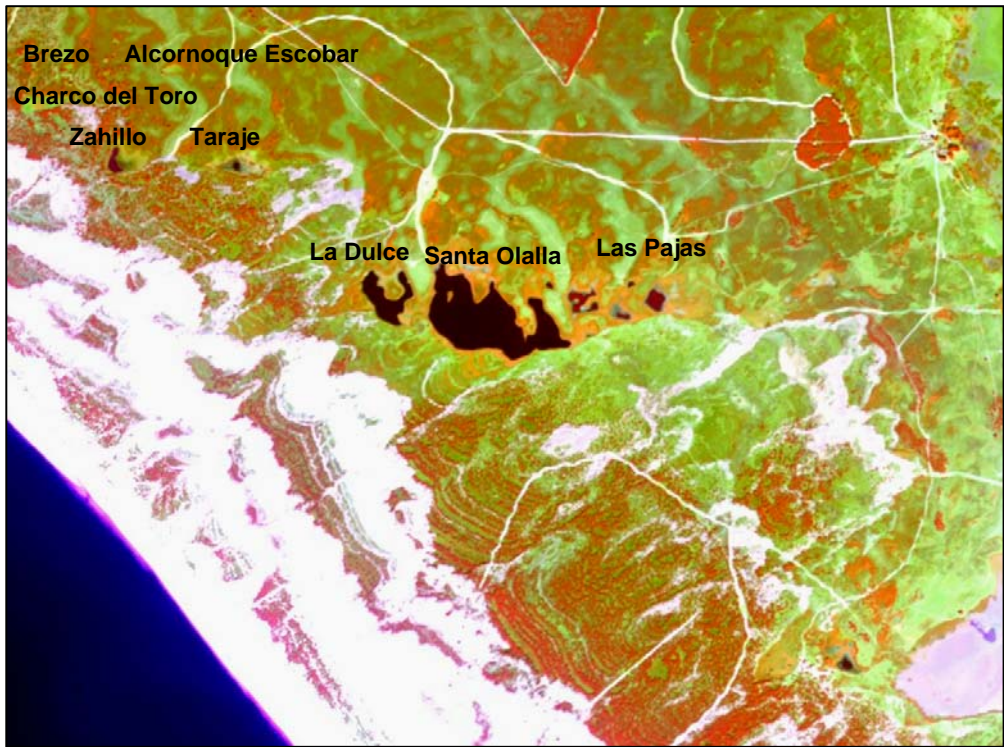 Brezo Alcornoque Escobar
Charco del Toro
Zahillo Taraje
La Dulce Santa Olalla Las Pajas